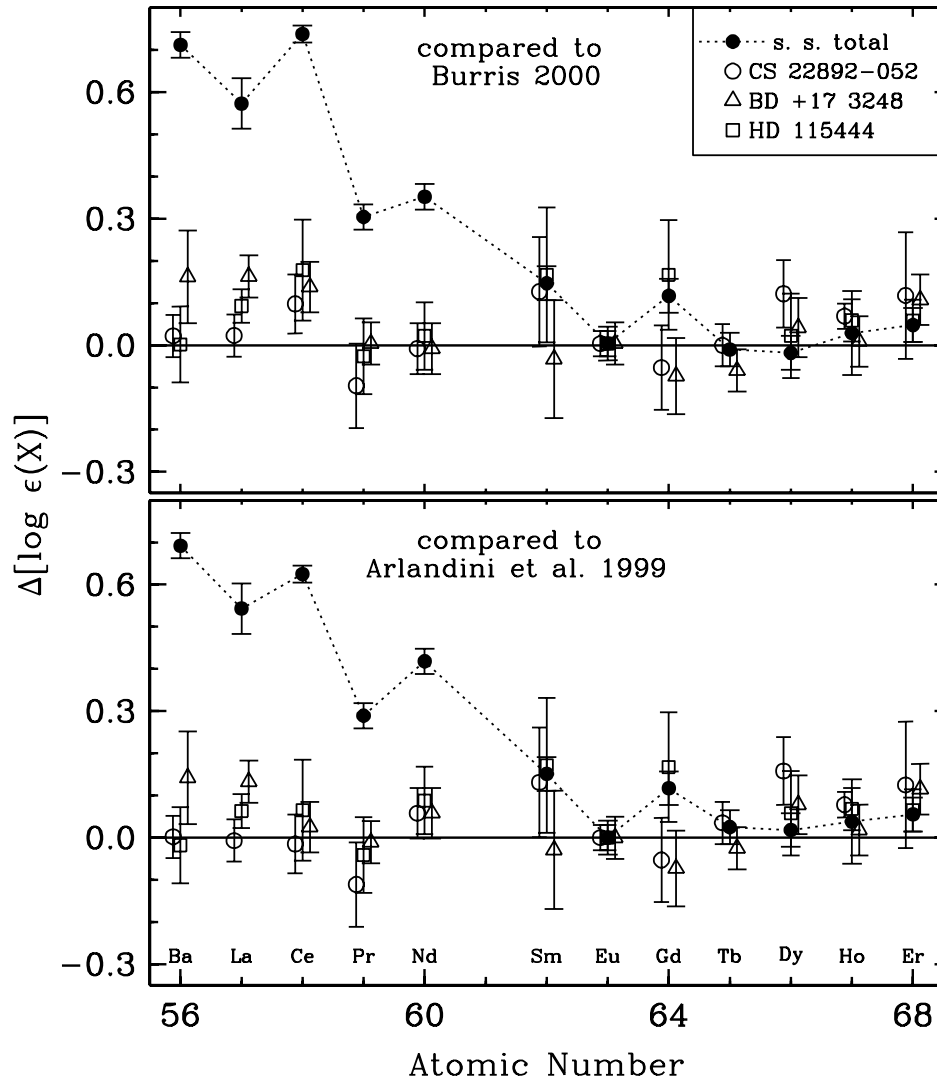 compared to
Burris 2000
s. s. total
CS 22892−052
BD +17 3248
HD 115444
0.6
0.3
0.0
−0.3
Δ[log ϵ(X)]
compared to
Arlandini et al. 1999
0.6
0.3
0.0
−0.3
Ba La Ce Pr Nd Sm Eu Gd Tb Dy Ho Er
56 60 64 68
Atomic Number